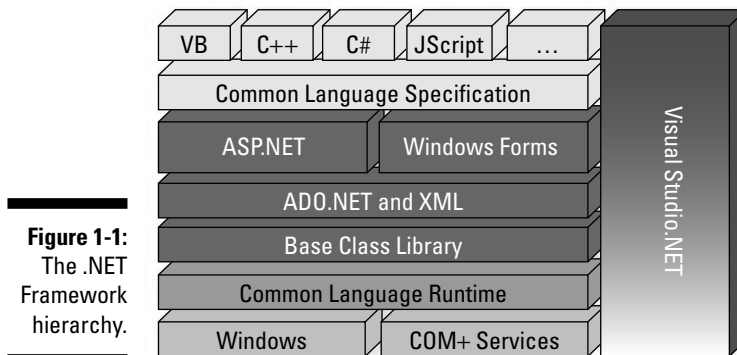 VB C++ C# JScript ...
Common Language Specification
ASP.NET Windows Forms
ADO.NET and XML
Base Class Library
Common Language Runtime
Windows COM+ Services
Visual Studio.NET
Figure 1-1:
The .NET
Framework
hierarchy.